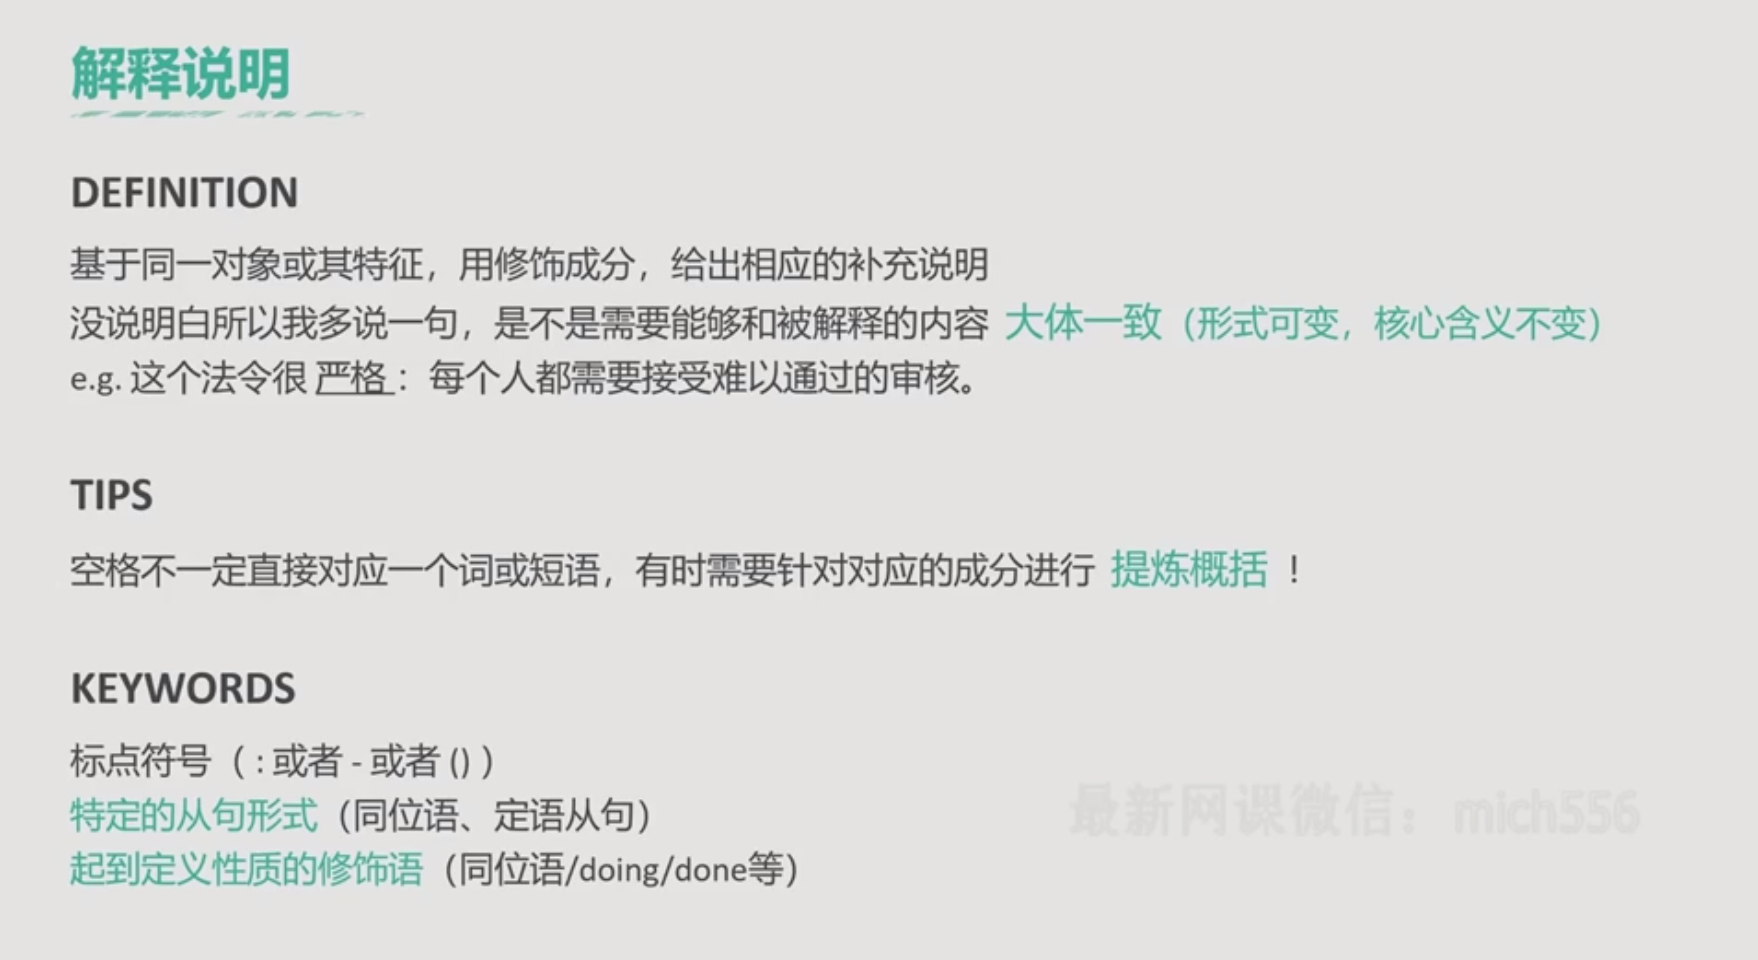 解释说明
DEFINITION
基于同一对象或其特征，用修饰成分，给出相应的补充说明
没说明白所以我多说一句，是不是需要能够和被解释的内容 大体一致（形式可变，核心含义不变）
e.g. 这个法令很 严格 ：每个人都需要接受难以通过的审核。
TIPS
空格不一定直接对应一个词或短语，有时需要针对对应的成分进行 提炼概括 ！
KEYWORDS
标点符号（ : 或者 - 或者 () ）
特定的从句形式（同位语、定语从句）
最新网课微信：mich556
起到定义性质的修饰语（同位语/doing/done等）